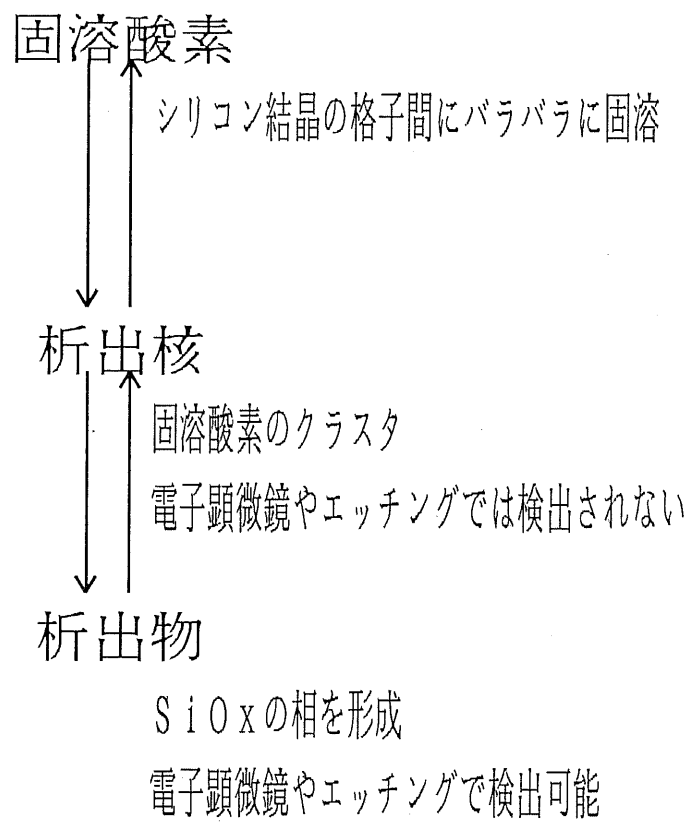 固溶酸素
シリコン結晶の格子間にバラバラに固溶
析出核
固溶酸素のクラスタ
電子顕微鏡やエッチングでは検出されない
析出物
ＳｉＯｘの相を形成
電子顕微鏡やエッチングで検出可能